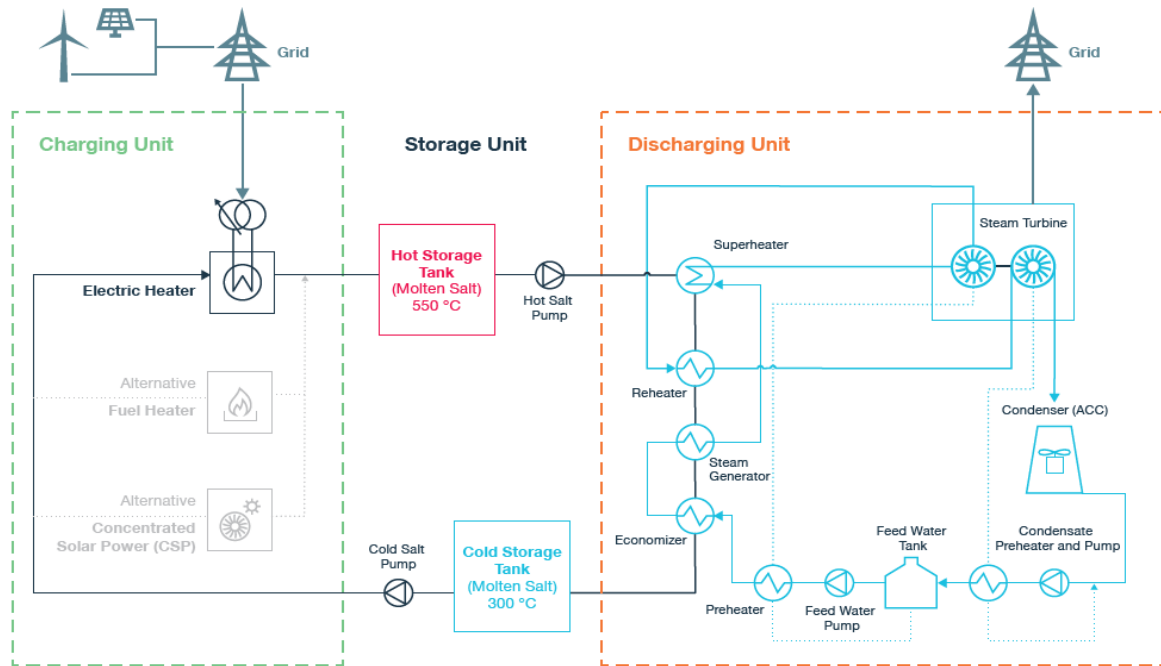 Grid
Grid
Charging Unit
Storage Unit
Discharging Unit
Steam Turbine
Superheater
Hot Storage
Tank
(Molten Salt)
550 °C
Electric Heater
Hot Salt
Pump
Alternative
Fuel Heater
Reheater
Condenser (ACC)
Steam
Generator
Alternative
Concentrated
Solar Power (CSP)
Economizer
Cold Salt
Pump
Cold Storage
Tank
(Molten Salt)
300 °C
Feed Water
Tank
Condensate
Preheater and Pump
Preheater
Feed Water
Pump